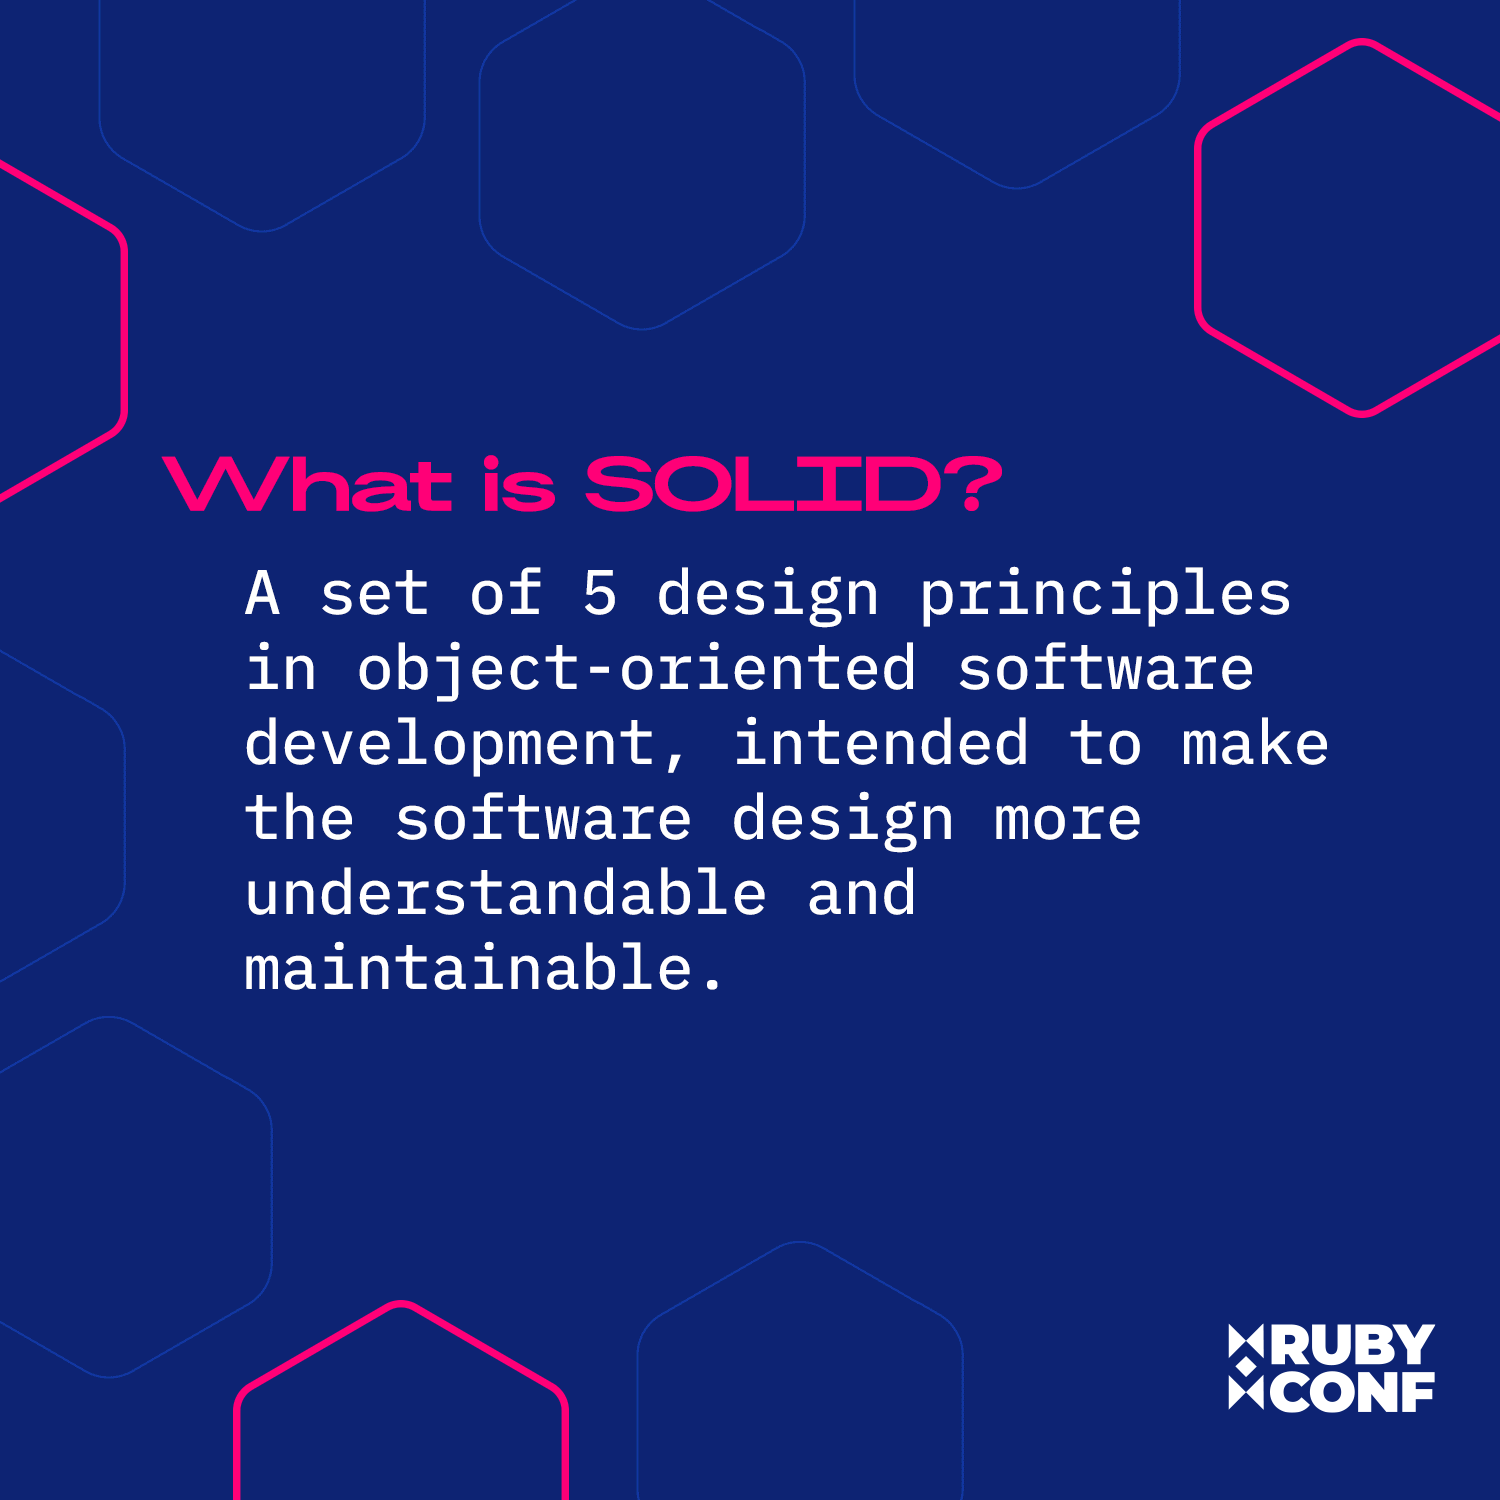 What is SOLID?
A set of 5 design principles
in object-oriented software
development, intended to make
the software design more
understandable and
maintainable.
RUBY
CONF